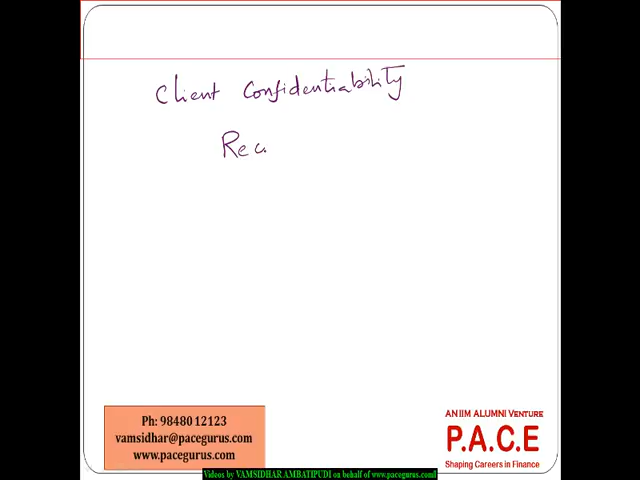 Client Confidentiability
Rec
Ph: 98480 12123
vamsidhar@pacegurus.com
www.pacegurus.com
AN IIM ALUMNI VENTURE
P.A.C.E
Shaping Careers in Finance
Videos by VAMSIDHAR AMBATIPUDI on behalf of www.pacegurus.com